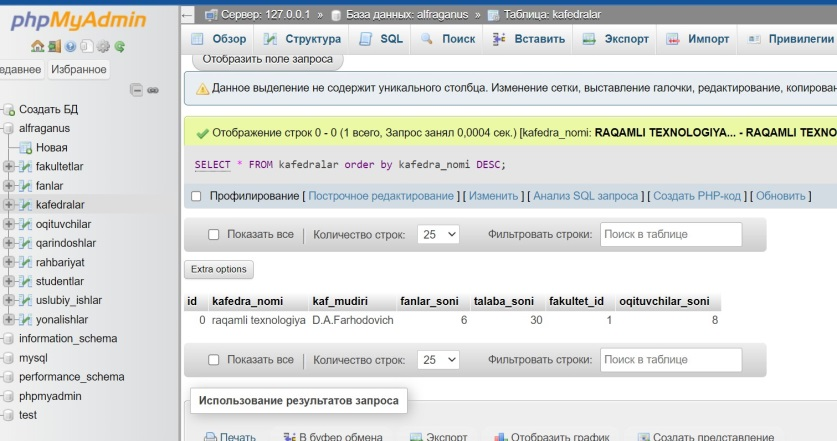 phpMyAdmin
Сервер: 127.0.0.1 » База данных: alfraganus » Таблица: kafedralar
Обзор Структура SQL Поиск Вставить Экспорт Импорт Привилегии
Отобразить поле запроса
едавнее Избранное
Данное выделение не содержит уникального столбца. Изменение сетки, выставление галочки, редактирование, копирован
Создать БД
alfraganus
Новая
fakultetlar
fanlar
kafedralar
oqituvchilar
qarindoshlar
rahbariyat
studentlar
uslubiy_ishlar
yonalishlar
information_schema
mysql
performance_schema
phpmyadmin
test
Отображение строк 0 - 0 (1 всего, Запрос занял 0,0004 сек.) [kafedra_nomi: RAQAMLI TEXNOLOGIYA... - RAQAMLI TEXNO
SELECT * FROM kafedralar order by kafedra_nomi DESC;
Профилирование [ Построчное редактирование ] [ Изменить ] [ Анализ SQL запроса ] [ Создать PHP-код ] [ Обновить ]
Показать все Количество строк: 25 Фильтровать строки: Поиск в таблице
Extra options
id kafedra_nomi kaf_mudiri fanlar_soni talaba_soni fakultet_id oqituvchilar_soni
0 raqamli texnologiya D.A.Farhodovich 6 30 1 8
Показать все Количество строк: 25 Фильтровать строки: Поиск в таблице
Использование результатов запроса
Печать В буфер обмена Экспорт Отобразить график Создать представление